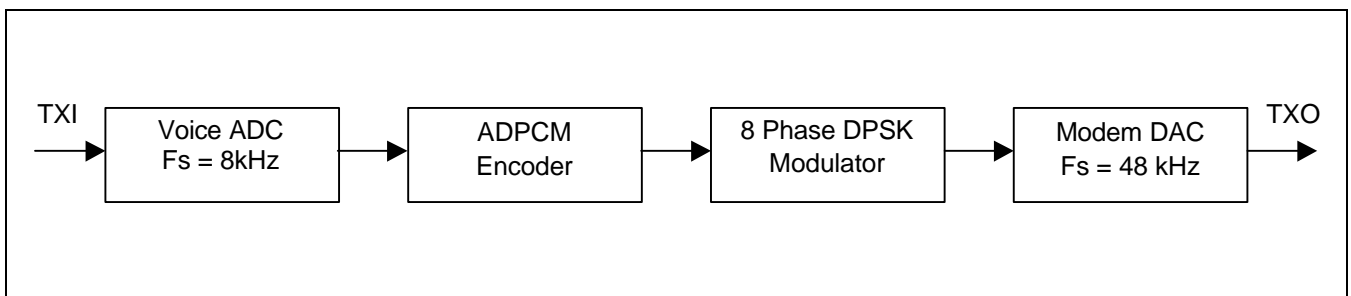 TXI
Voice ADC
Fs = 8kHz
ADPCM
Encoder
8 Phase DPSK
Modulator
Modem DAC
Fs = 48 kHz
TXO